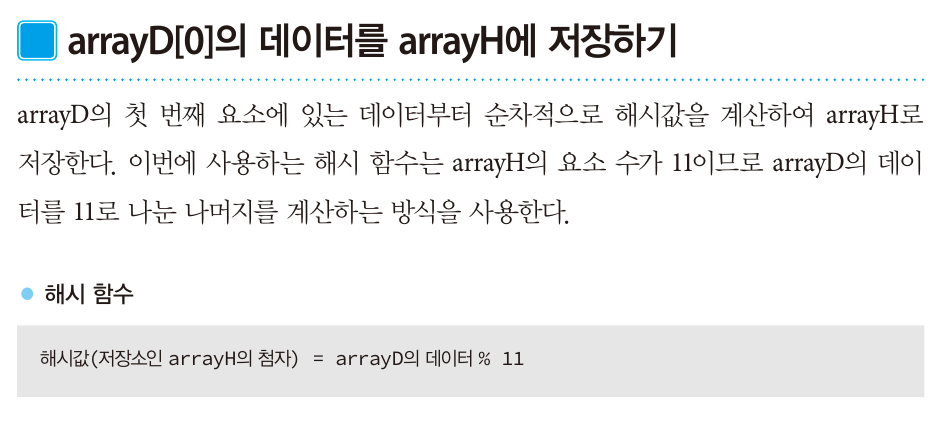 arrayD[0]의 데이터를 arrayH에 저장하기
arrayD의 첫 번째 요소에 있는 데이터부터 순차적으로 해시값을 계산하여 arrayH로
저장한다. 이번에 사용하는 해시 함수는 arrayH의 요소 수가 11이므로 arrayD의 데이
터를 11로 나눈 나머지를 계산하는 방식을 사용한다.
해시 함수
해시값(저장소인 arrayH의 첨자) = arrayD의 데이터 % 11